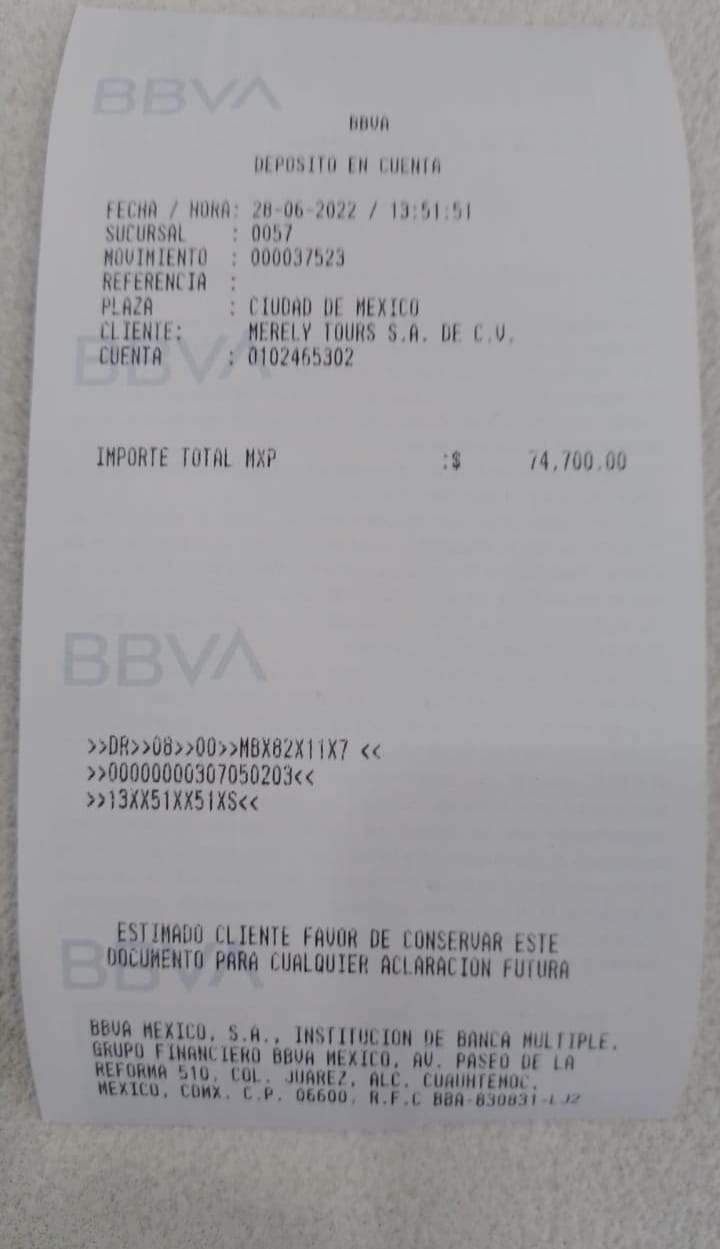 BBVA
BBVA
DEPOSITO EN CUENTA
FECHA / HORA: 28-06-2022 / 13:51:51
SUCURSAL : 0057
MOVIMIENTO : 000037523
REFERENCIA :
PLAZA : CIUDAD DE MEXICO
CLIENTE: MERELY TOURS S.A. DE C.V.
BBVA
CUENTA : 0102465302
IMPORTE TOTAL MXP :$ 74,700.00
BBVA
>>DR>>08>>00>>MBX82X11X7 <<
>>00000000307050203<<
>>13XX51XX51XS<<
ESTIMADO CLIENTE FAVOR DE CONSERVAR ESTE
BBVA
DOCUMENTO PARA CUALQUIER ACLARACION FUTURA
BBVA MEXICO, S.A., INSTITUCION DE BANCA MULTIPLE,
GRUPO FINANCIERO BBVA MEXICO, AV. PASEO DE LA
REFORMA 510, COL. JUAREZ, ALC. CUAUHTEMOC,
MEXICO, CDMX. C.P. 06600, R.F.C BBA-830831-LJ2